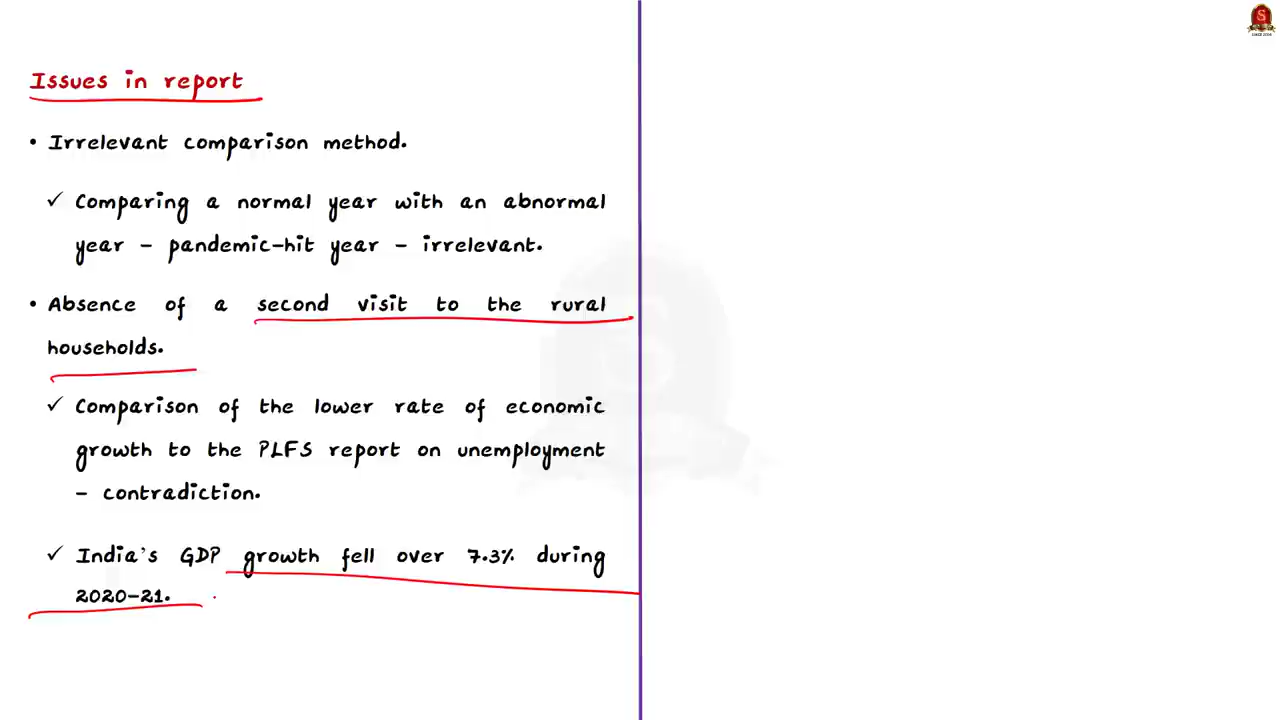 Issues in report
• Irrelevant comparison method.
✓ Comparing a normal year with an abnormal
year – pandemic-hit year – irrelevant.
• Absence of a second visit to the rural
households.
✓ Comparison of the lower rate of economic
growth to the PLFS report on unemployment
– contradiction.
✓ India's GDP growth fell over 7.3% during
2020-21.